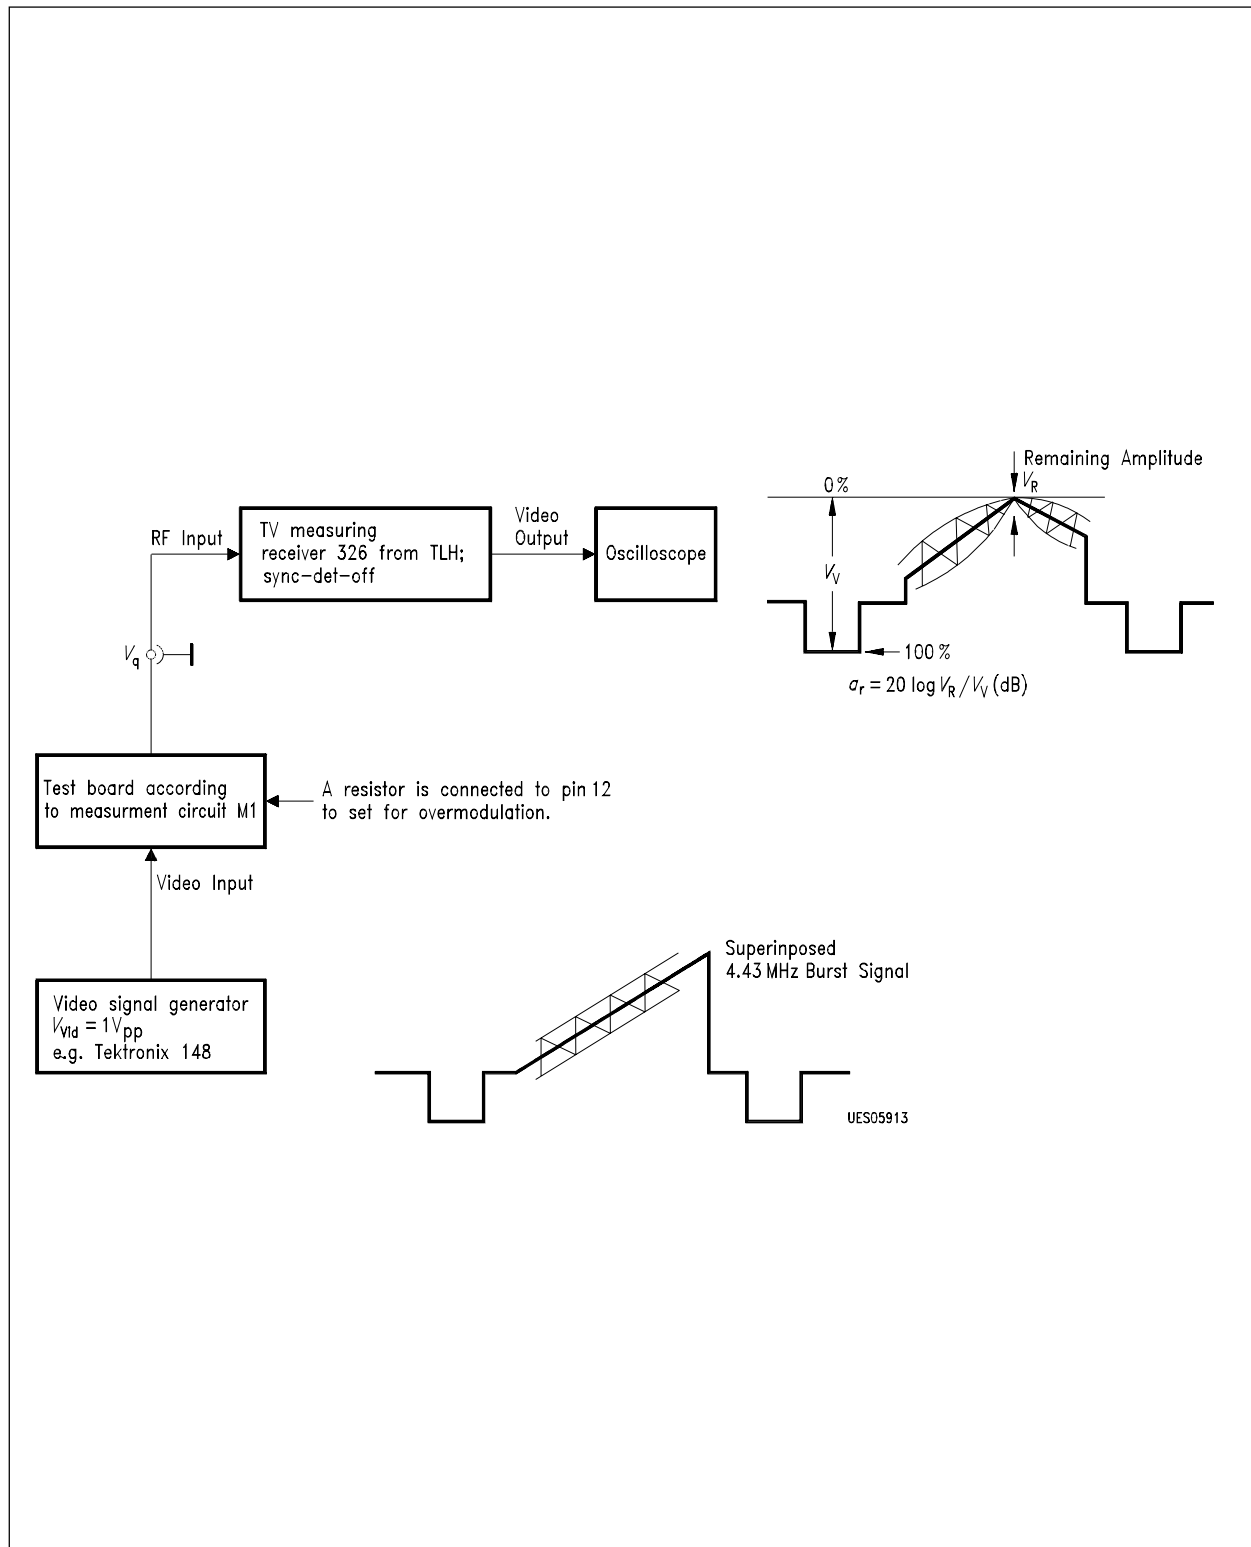 Remaining Amplitude
V_R
0%
TV measuring
receiver 326 from TLH;
sync-det-off
RF Input
Video
Output
Oscilloscope
V_V
V_q
100%
a_r = 20 log V_R / V_V (dB)
Test board according
to measurment circuit M1
A resistor is connected to pin 12
to set for overmodulation.
Video Input
Superinposed
4.43 MHz Burst Signal
Video signal generator
V_Vid = 1V_pp
e.g. Tektronix 148
UES05913